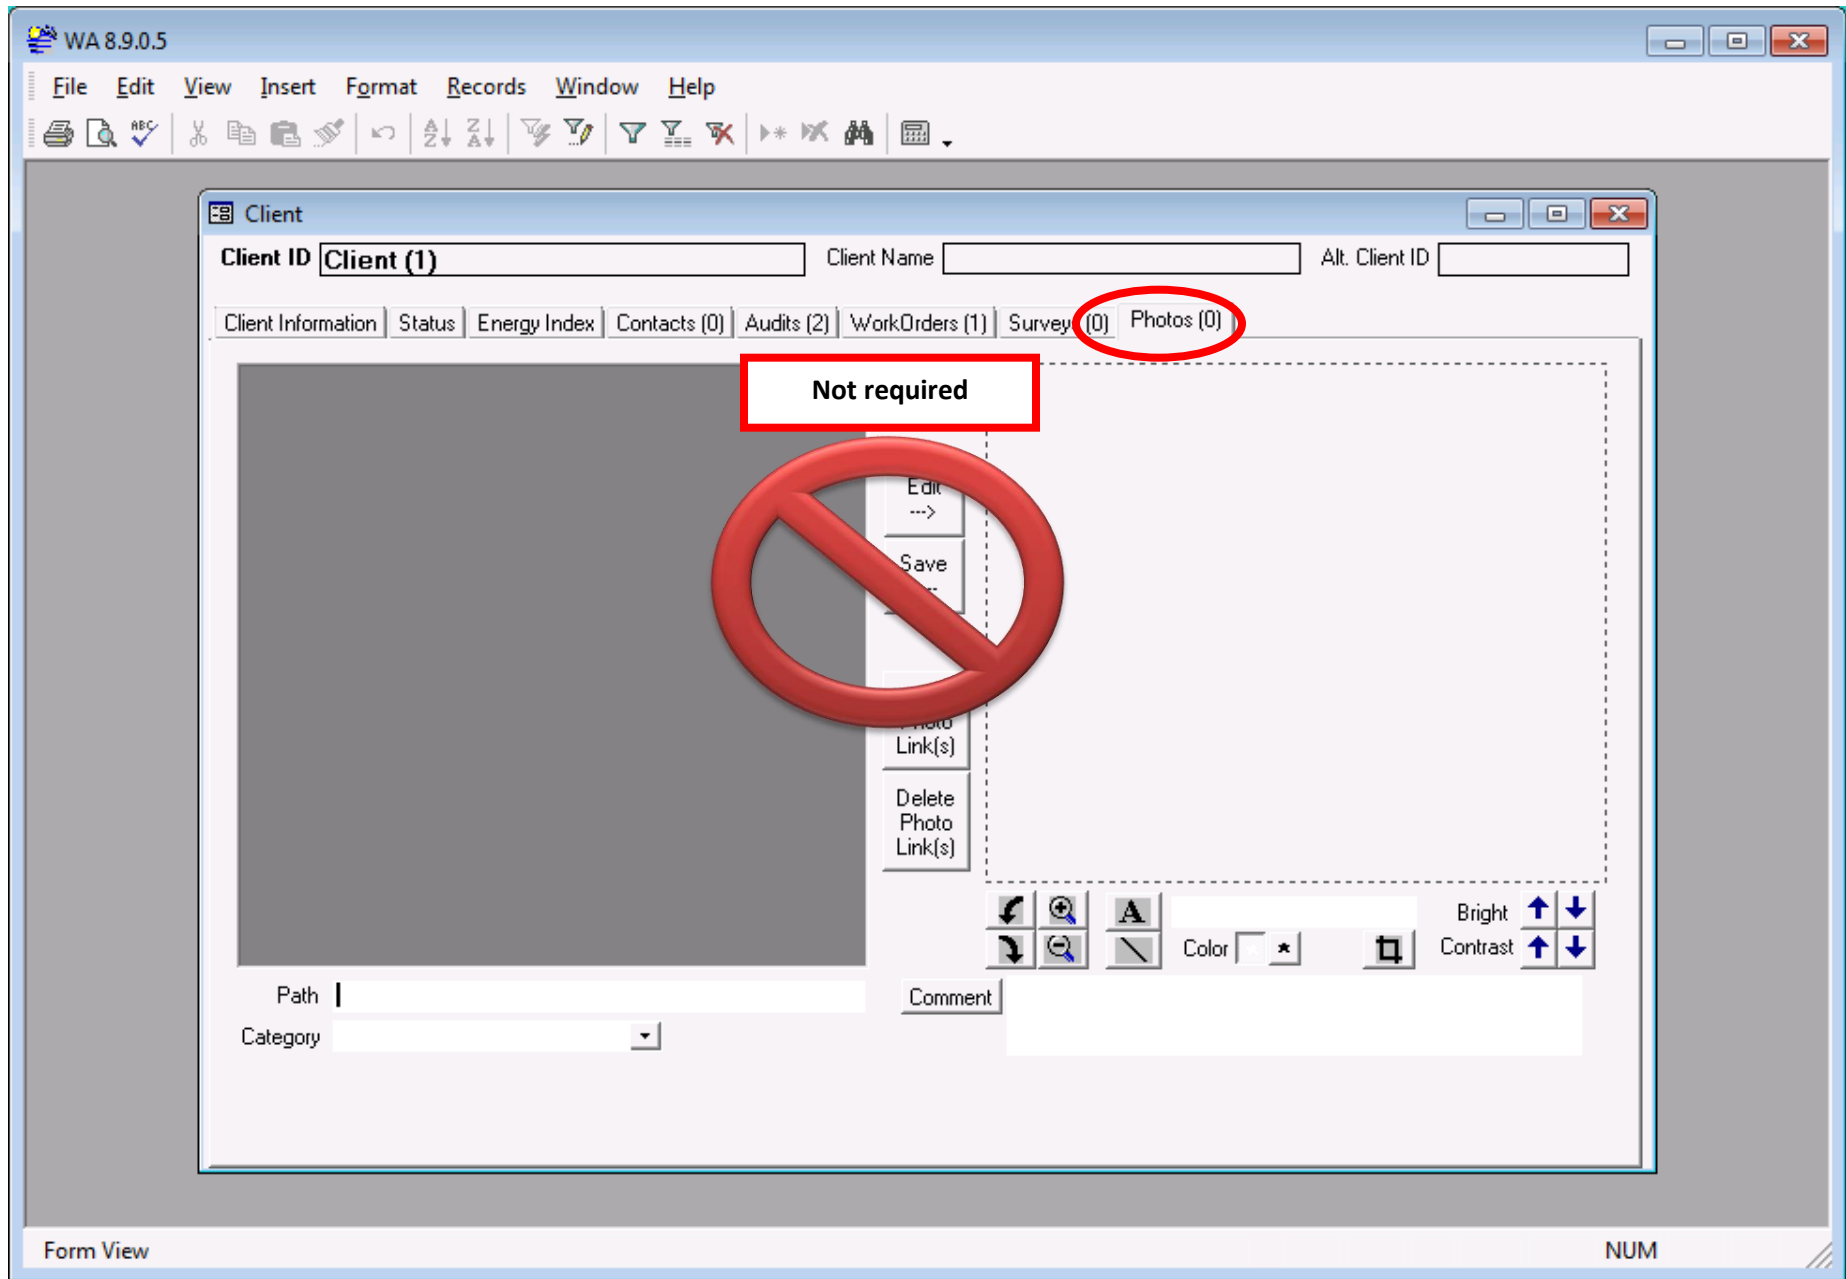 WA 8.9.0.5
File Edit View Insert Format Records Window Help
Client
Client ID Client (1) Client Name Alt. Client ID
Client Information Status Energy Index Contacts (0) Audits (2) WorkOrders (1) Survey (0) Photos (0)
Not required
Edit
--->
Save
Photo
Link(s)
Delete
Photo
Link(s)
A Bright
Color * Contrast
Path Comment
Category
Form View NUM